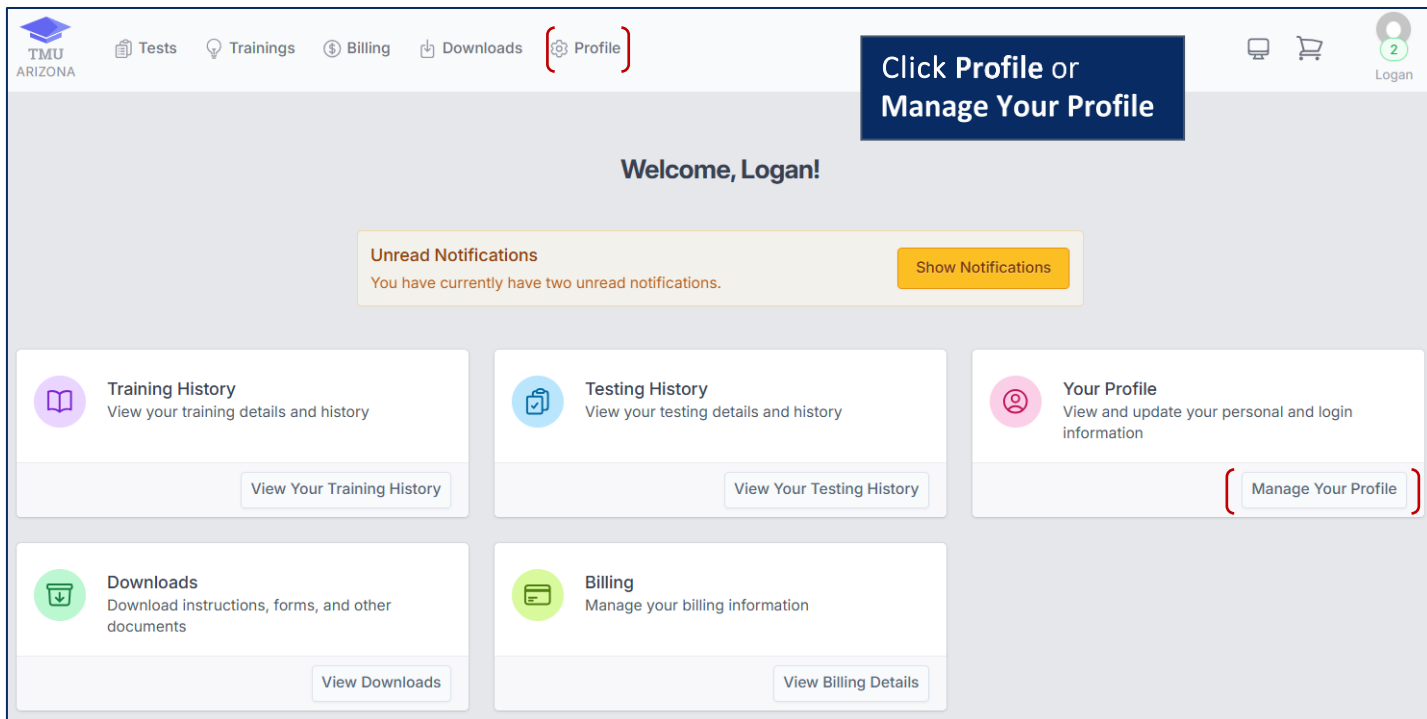 TMU
ARIZONA
Tests
Trainings
Billing
Downloads
Profile
Click Profile or
Manage Your Profile
2
Logan
Welcome, Logan!
Unread Notifications
You have currently have two unread notifications.
Show Notifications
Training History
View your training details and history
View Your Training History
Testing History
View your testing details and history
View Your Testing History
Your Profile
View and update your personal and login
information
Manage Your Profile
Downloads
Download instructions, forms, and other
documents
View Downloads
Billing
Manage your billing information
View Billing Details